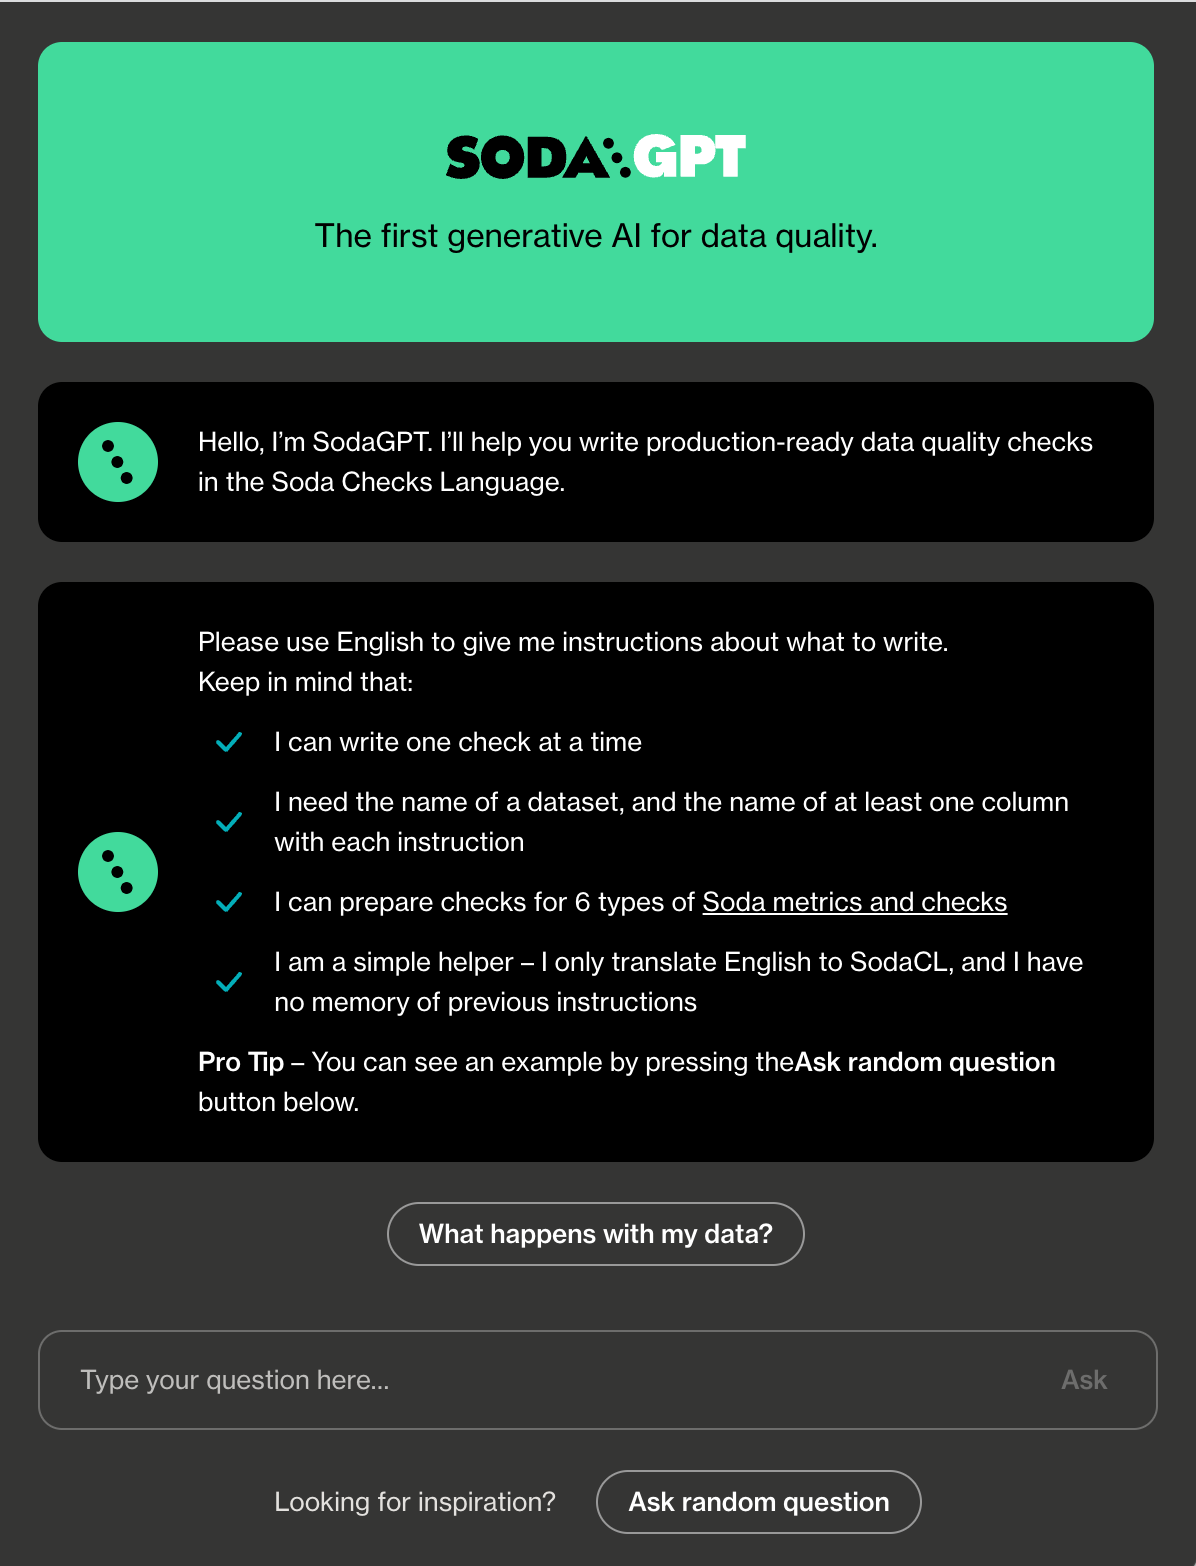 SODA GPT
The first generative AI for data quality.
Hello, I’m SodaGPT. I’ll help you write production-ready data quality checks
in the Soda Checks Language.
Please use English to give me instructions about what to write.
Keep in mind that:
I can write one check at a time
I need the name of a dataset, and the name of at least one column
with each instruction
I can prepare checks for 6 types of Soda metrics and checks
I am a simple helper – I only translate English to SodaCL, and I have
no memory of previous instructions
Pro Tip – You can see an example by pressing theAsk random question
button below.
What happens with my data?
Type your question here...
Ask
Looking for inspiration?
Ask random question